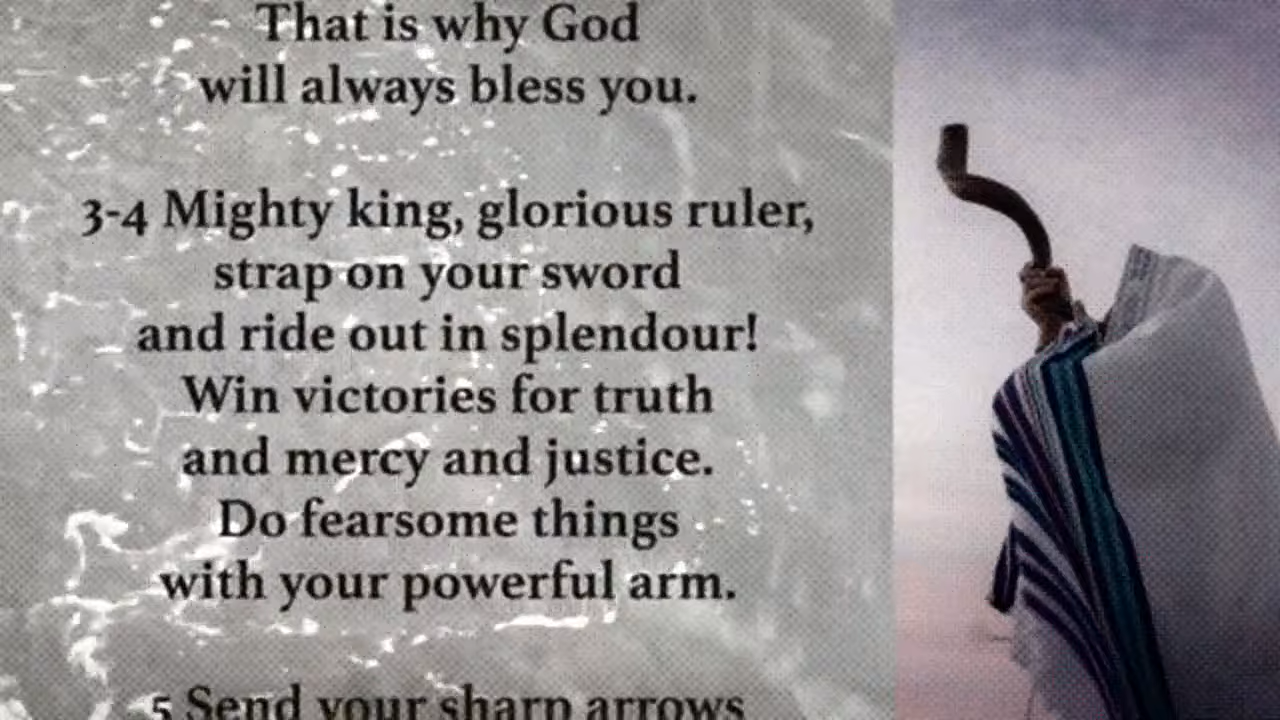 That is why God
will always bless you.
3-4 Mighty king, glorious ruler,
strap on your sword
and ride out in splendour!
Win victories for truth
and mercy and justice.
Do fearsome things
with your powerful arm.
5 Send your sharp arrows